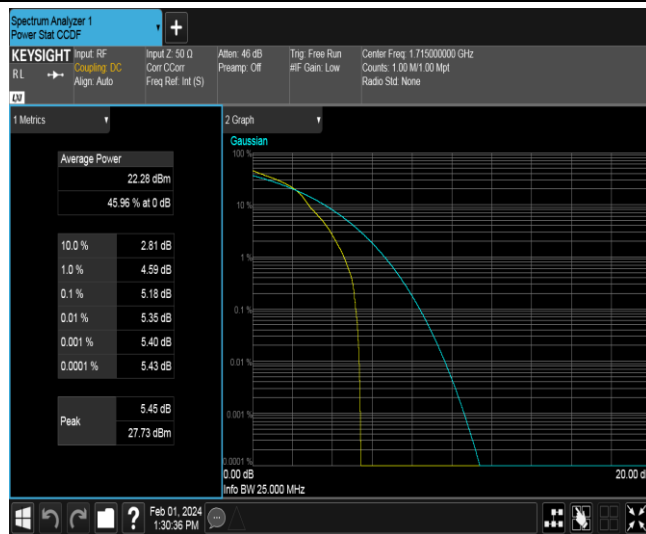 Spectrum Analyzer 1
Power Stat CCDF
+
KEYSIGHT
RL
LXI
Input: RF
Coupling: DC
Align: Auto
Input Z: 50 Ω
Corr CCorr
Freq Ref: Int (S)
Atten: 46 dB
Preamp: Off
Trig: Free Run
#IF Gain: Low
Center Freq: 1.715000000 GHz
Counts: 1.00 M/1.00 Mpt
Radio Std: None
1 Metrics
Average Power
22.28 dBm
45.96 % at 0 dB
10.0 % 2.81 dB
1.0 % 4.59 dB
0.1 % 5.18 dB
0.01 % 5.35 dB
0.001 % 5.40 dB
0.0001 % 5.43 dB
Peak
5.45 dB
27.73 dBm
2 Graph
Gaussian
100 %
10 %
1 %
0.1 %
0.01 %
0.001 %
0.0001 %
0.00 dB
20.00 d
Info BW 25.000 MHz
?
Feb 01, 2024
1:30:36 PM